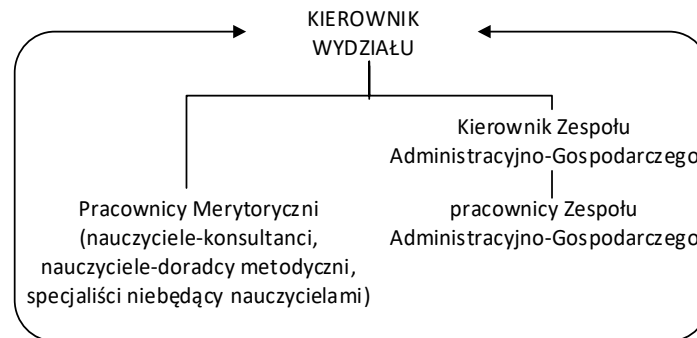 KIEROWNIK
WYDZIAŁU
Kierownik Zespołu
Administracyjno-Gospodarczego
Pracownicy Merytoryczni
(nauczyciele-konsultanci,
nauczyciele-doradcy metodyczni,
specjaliści niebędący nauczycielami)
pracownicy Zespołu
Administracyjno-Gospodarczego